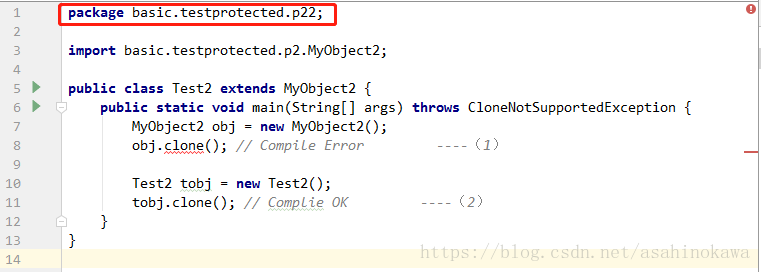 1 package basic.testprotected.p22;
2
3 import basic.testprotected.p2.MyObject2;
4
5 public class Test2 extends MyObject2 {
6 public static void main(String[] args) throws CloneNotSupportedException {
7 MyObject2 obj = new MyObject2();
8 obj.clone(); // Compile Error ----（1）
9
10 Test2 tobj = new Test2();
11 tobj.clone(); // Complie OK ----（2）
12 }
13 }
14
https://blog.csdn.net/asahinokawa